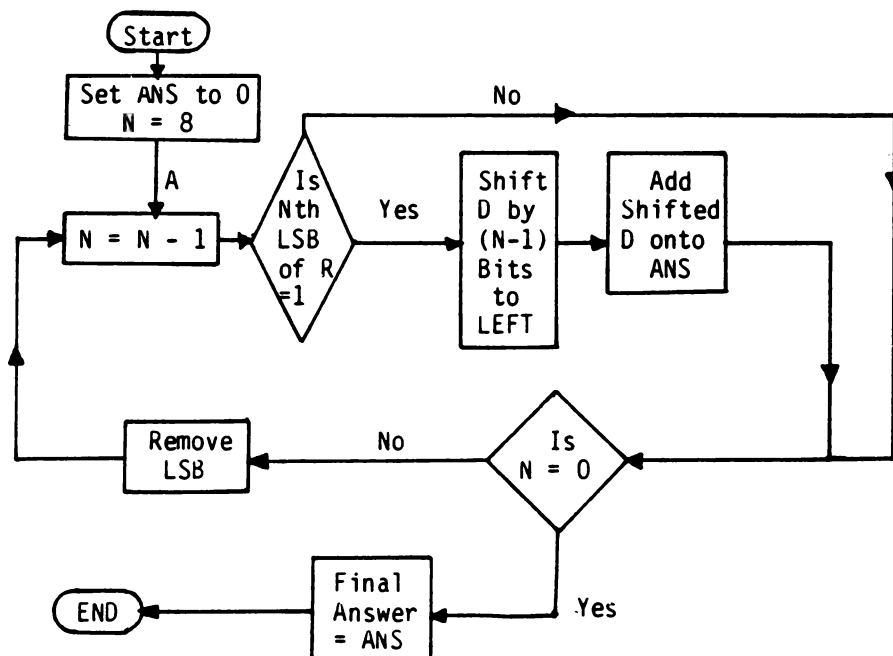 Start
Set ANS to 0
N = 8
A
N = N - 1
Is
Nth
LSB
of R
=1
No
Yes
Shift
D by
(N-1)
Bits
to
LEFT
Add
Shifted
D onto
ANS
Is
N = 0
No
Remove
LSB
Yes
Final
Answer
= ANS
END